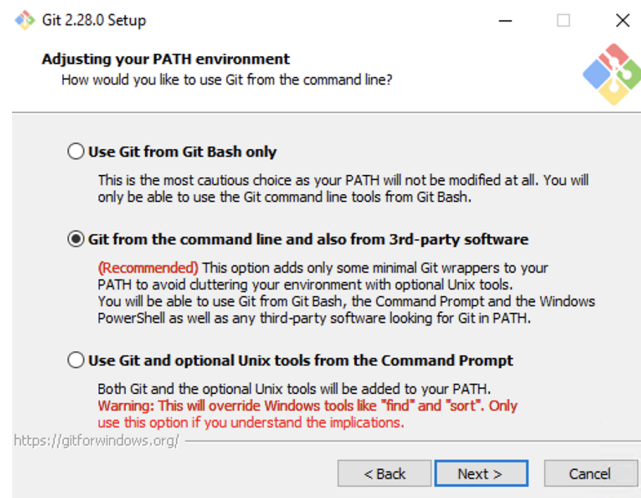 Git 2.28.0 Setup
Adjusting your PATH environment
How would you like to use Git from the command line?
Use Git from Git Bash only
This is the most cautious choice as your PATH will not be modified at all. You will
only be able to use the Git command line tools from Git Bash.
Git from the command line and also from 3rd-party software
(Recommended) This option adds only some minimal Git wrappers to your
PATH to avoid cluttering your environment with optional Unix tools.
You will be able to use Git from Git Bash, the Command Prompt and the Windows
PowerShell as well as any third-party software looking for Git in PATH.
Use Git and optional Unix tools from the Command Prompt
Both Git and the optional Unix tools will be added to your PATH.
Warning: This will override Windows tools like "find" and "sort". Only
use this option if you understand the implications.
https://gitforwindows.org/
< Back
Next >
Cancel